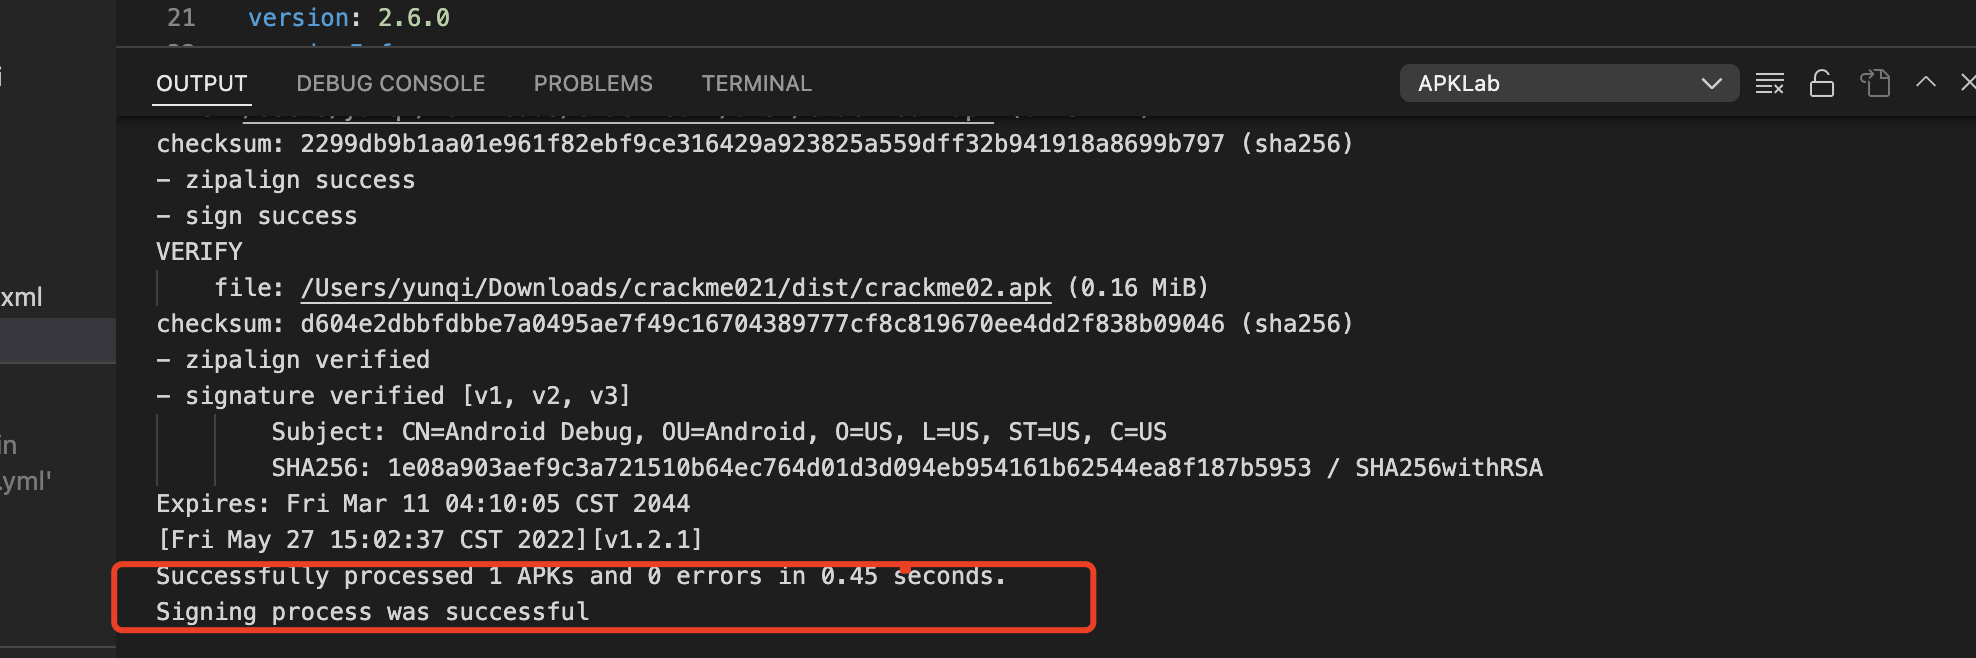 21 version: 2.6.0
OUTPUT DEBUG CONSOLE PROBLEMS TERMINAL APKLab
checksum: 2299db9b1aa01e961f82ebf9ce316429a923825a559dff32b941918a8699b797 (sha256)
- zipalign success
- sign success
VERIFY
xml
file: /Users/yunqi/Downloads/crackme021/dist/crackme02.apk (0.16 MiB)
checksum: d604e2dbbfdbbe7a0495ae7f49c16704389777cf8c819670ee4dd2f838b09046 (sha256)
- zipalign verified
- signature verified [v1, v2, v3]
Subject: CN=Android Debug, OU=Android, O=US, L=US, ST=US, C=US
in
SHA256: 1e08a903aef9c3a721510b64ec764d01d3d094eb954161b62544ea8f187b5953 / SHA256withRSA
.yml'
Expires: Fri Mar 11 04:10:05 CST 2044
[Fri May 27 15:02:37 CST 2022][v1.2.1]
Successfully processed 1 APKs and 0 errors in 0.45 seconds.
Signing process was successful